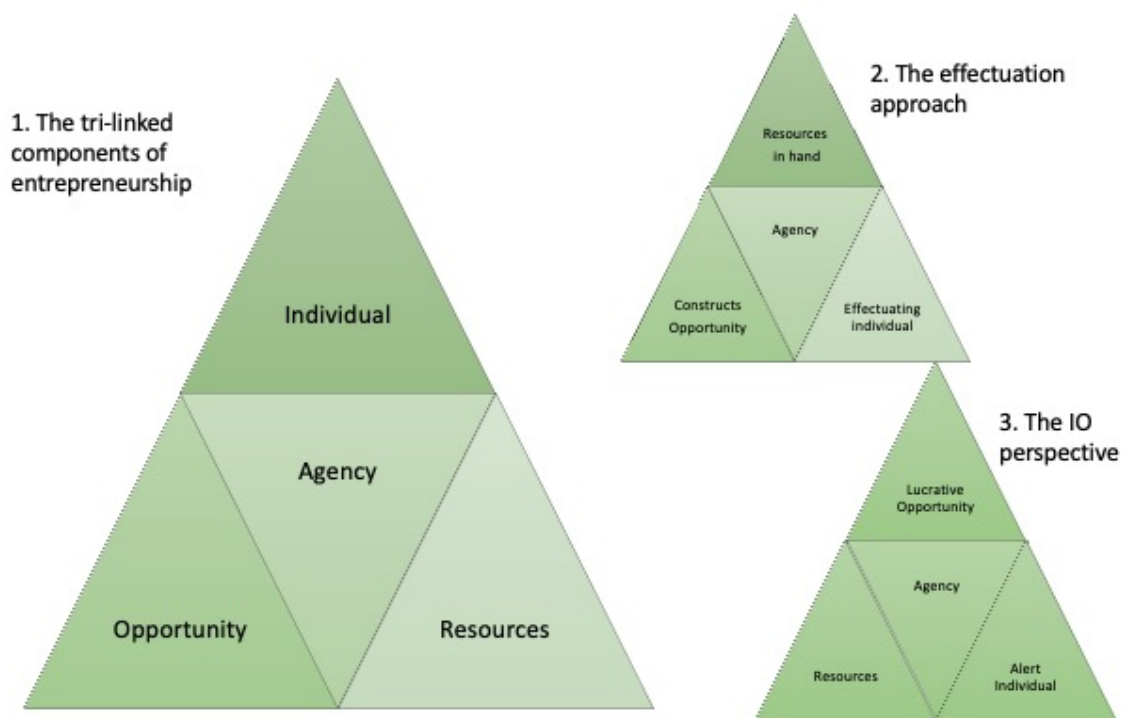 1. The tri-linked
components of
entrepreneurship
Individual
Agency
Opportunity
Resources
2. The effectuation
approach
Resources
in hand
Agency
Constructs
Opportunity
Effectuating
individual
3. The IO
perspective
Lucrative
Opportunity
Agency
Resources
Alert
Individual